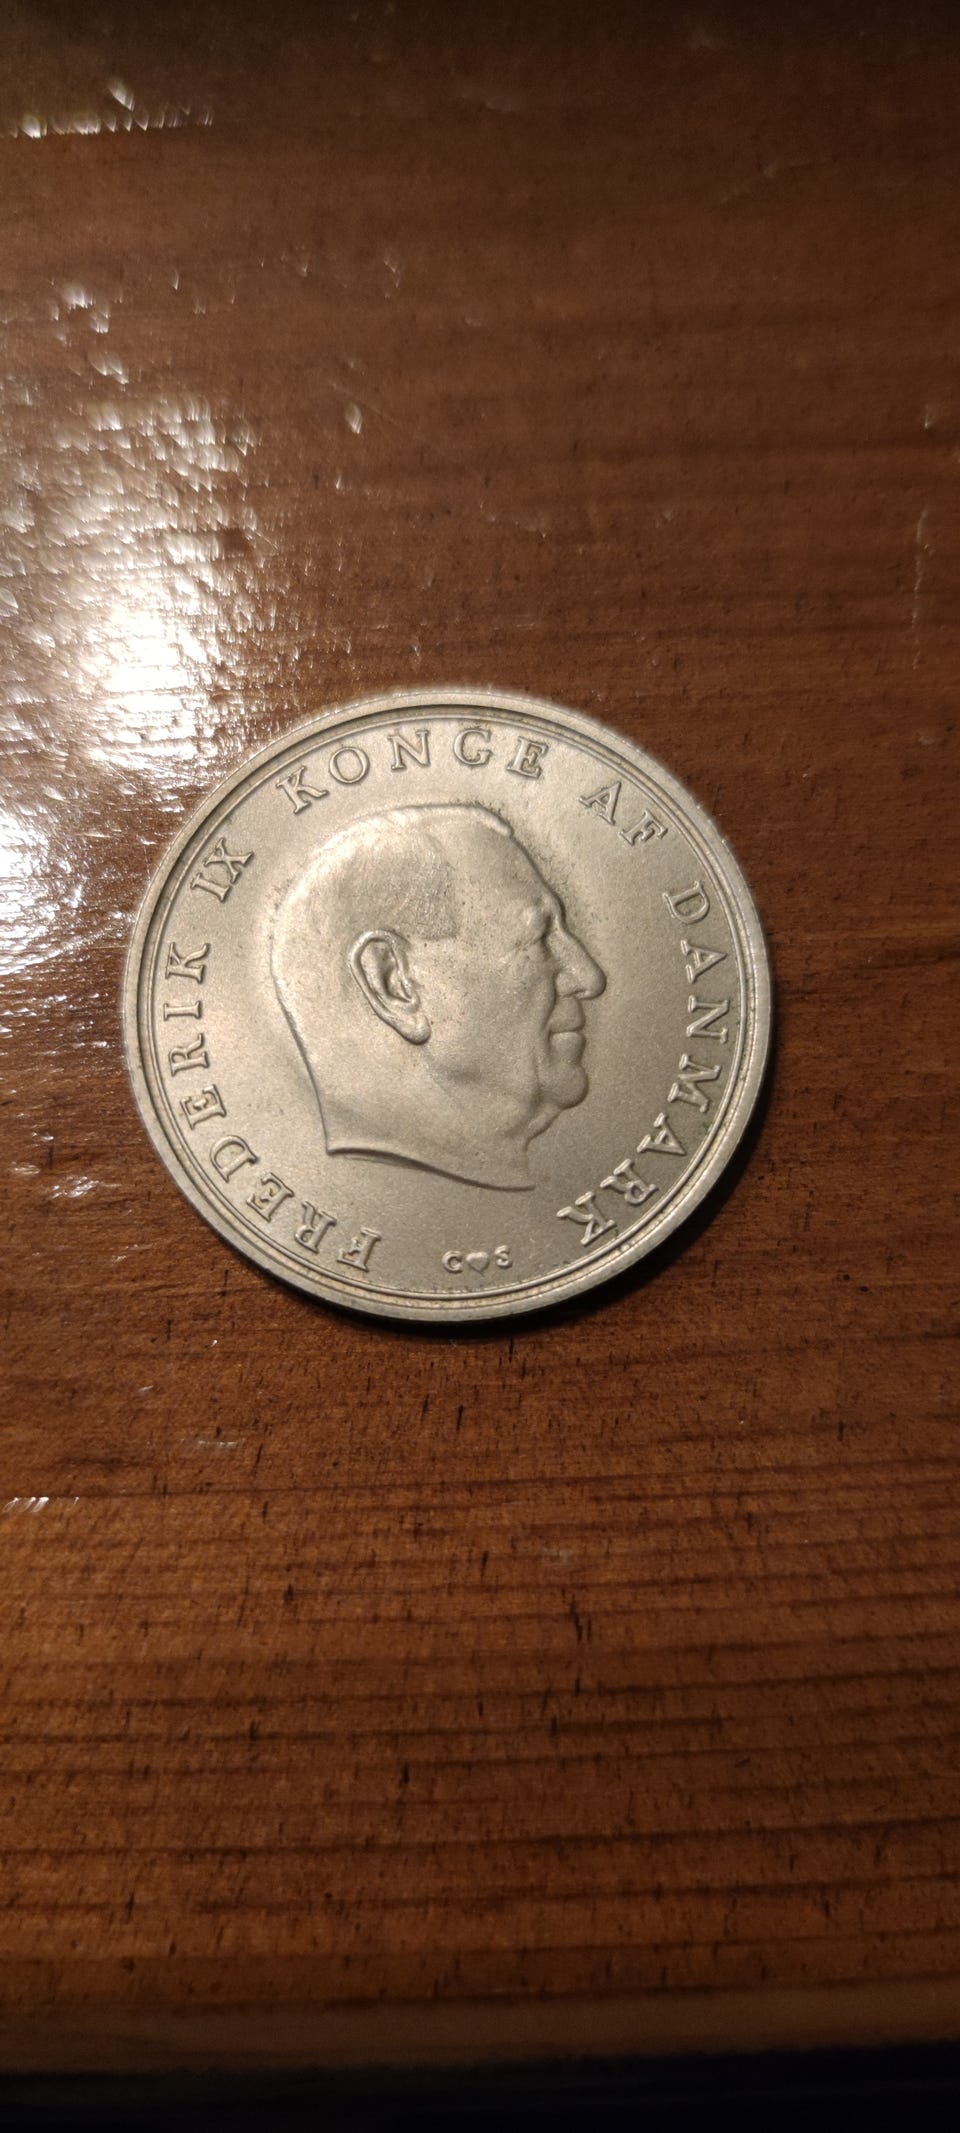 FREDERIK IX KONGE AF DANMARK
C♥S